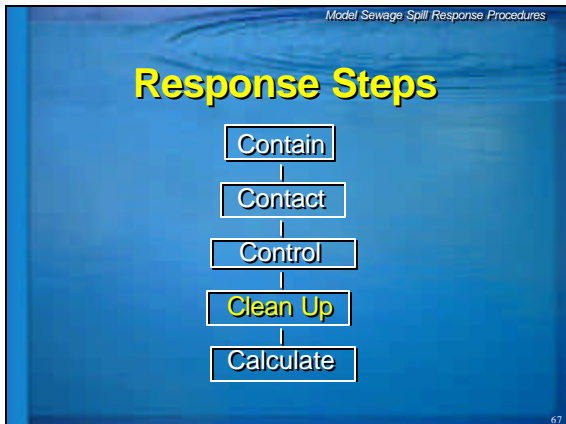 Model Sewage Spill Response Procedures
Response Steps
Contain
Contact
Control
Clean Up
Calculate
67